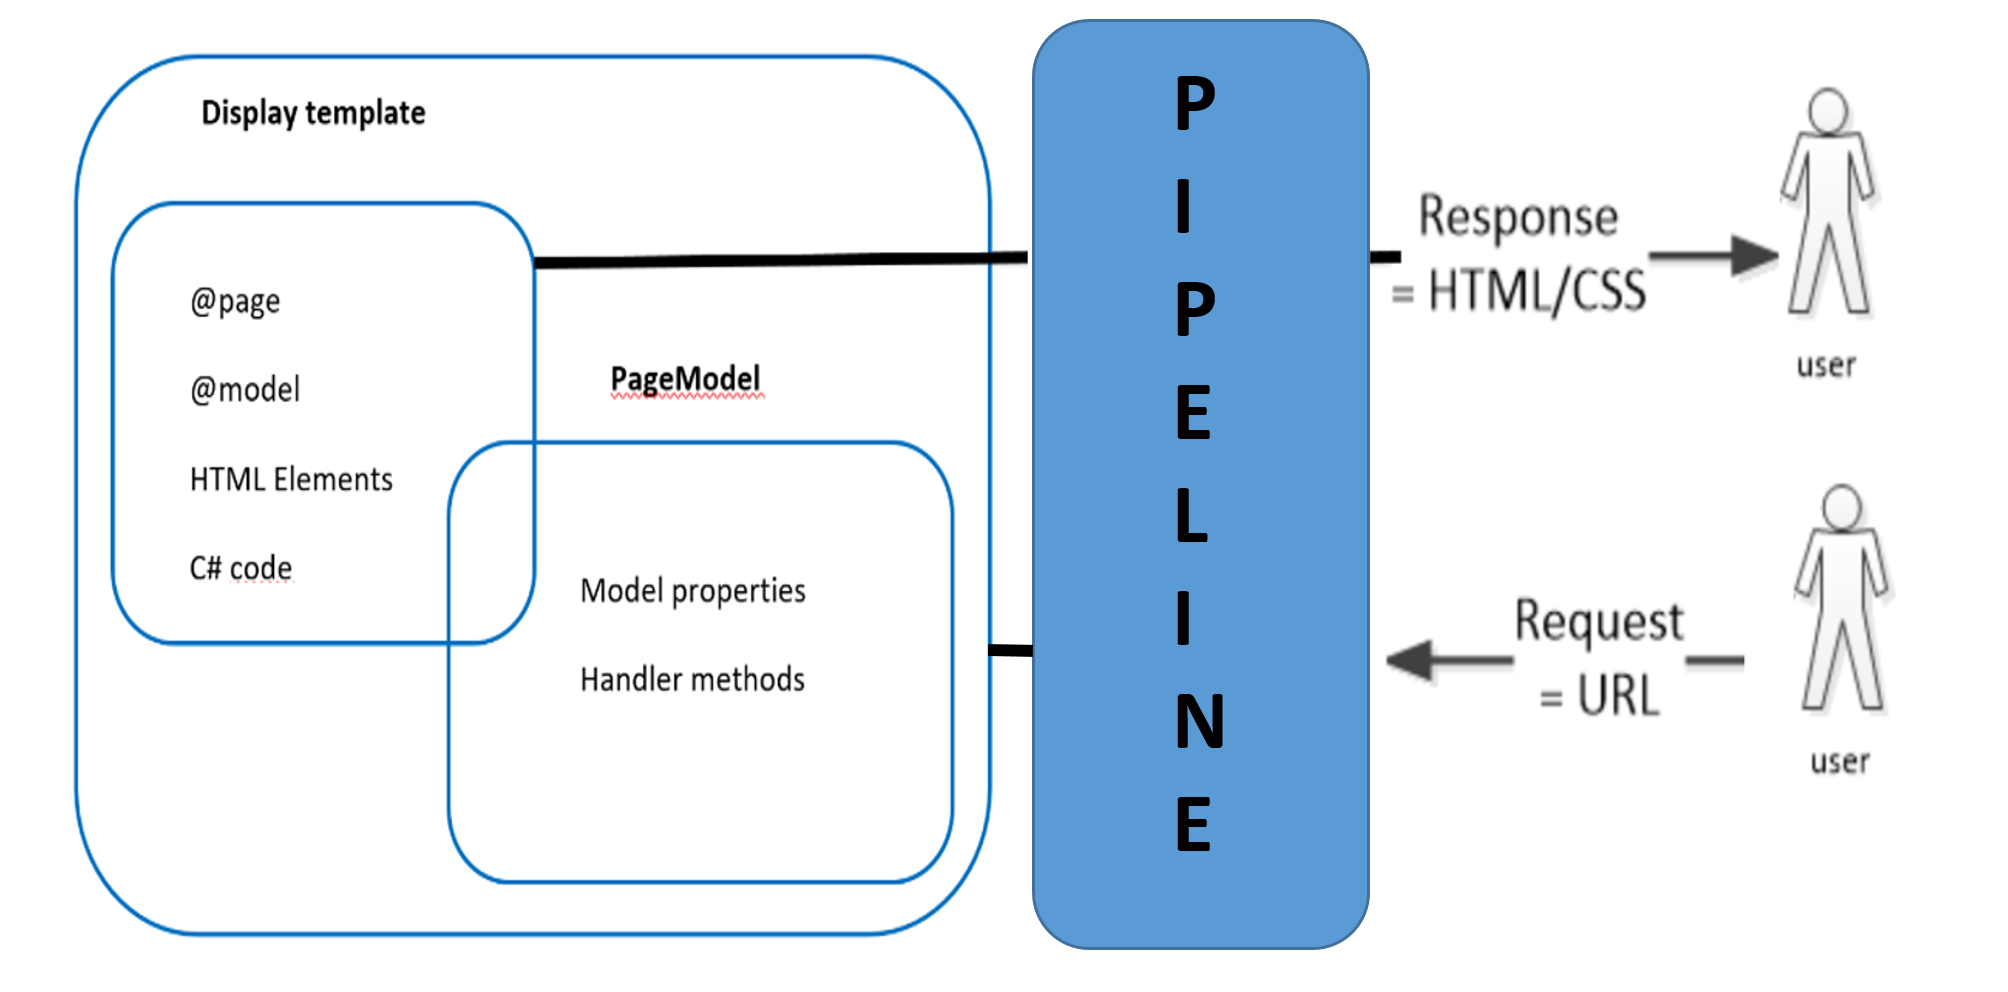 Display template
@page
@model
HTML Elements
C# code
PageModel
Model properties
Handler methods
P
I
P
E
L
I
N
E
Response
= HTML/CSS
user
Request
= URL
user